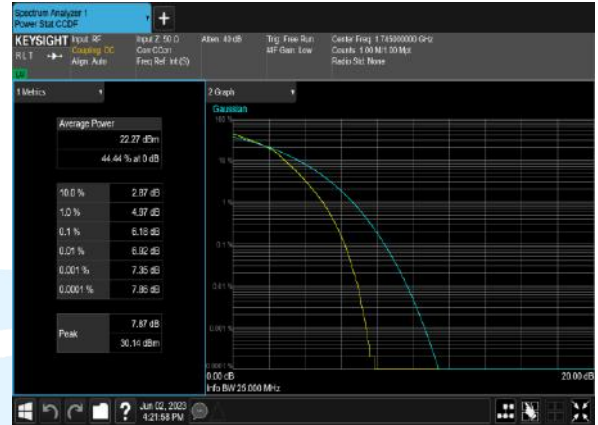 Spectrum Analyzer 1
Power Stat CCDF
KEYSIGHT Input: RF Input Z: 50 Ω Atten: 40 dB Trig: Free Run Center Freq: 1.745000000 GHz
RLT Coupling: DC Corr CCorr #IF Gain: Low Counts: 1.00 M/1.00 Mpt
Align: Auto Freq Ref: Int (S) Radio Std: None
1 Metrics
Average Power
22.27 dBm
44.44 % at 0 dB
10.0 % 2.87 dB
1.0 % 4.97 dB
0.1 % 6.18 dB
0.01 % 6.92 dB
0.001 % 7.35 dB
0.0001 % 7.86 dB
Peak
7.87 dB
30.14 dBm
2 Graph
Gaussian
100 %
10 %
1 %
0.1 %
0.01 %
0.001 %
0.0001 %
0.00 dB 20.00 dB
Info BW 25.000 MHz
? Jun 02, 2023
4:21:58 PM